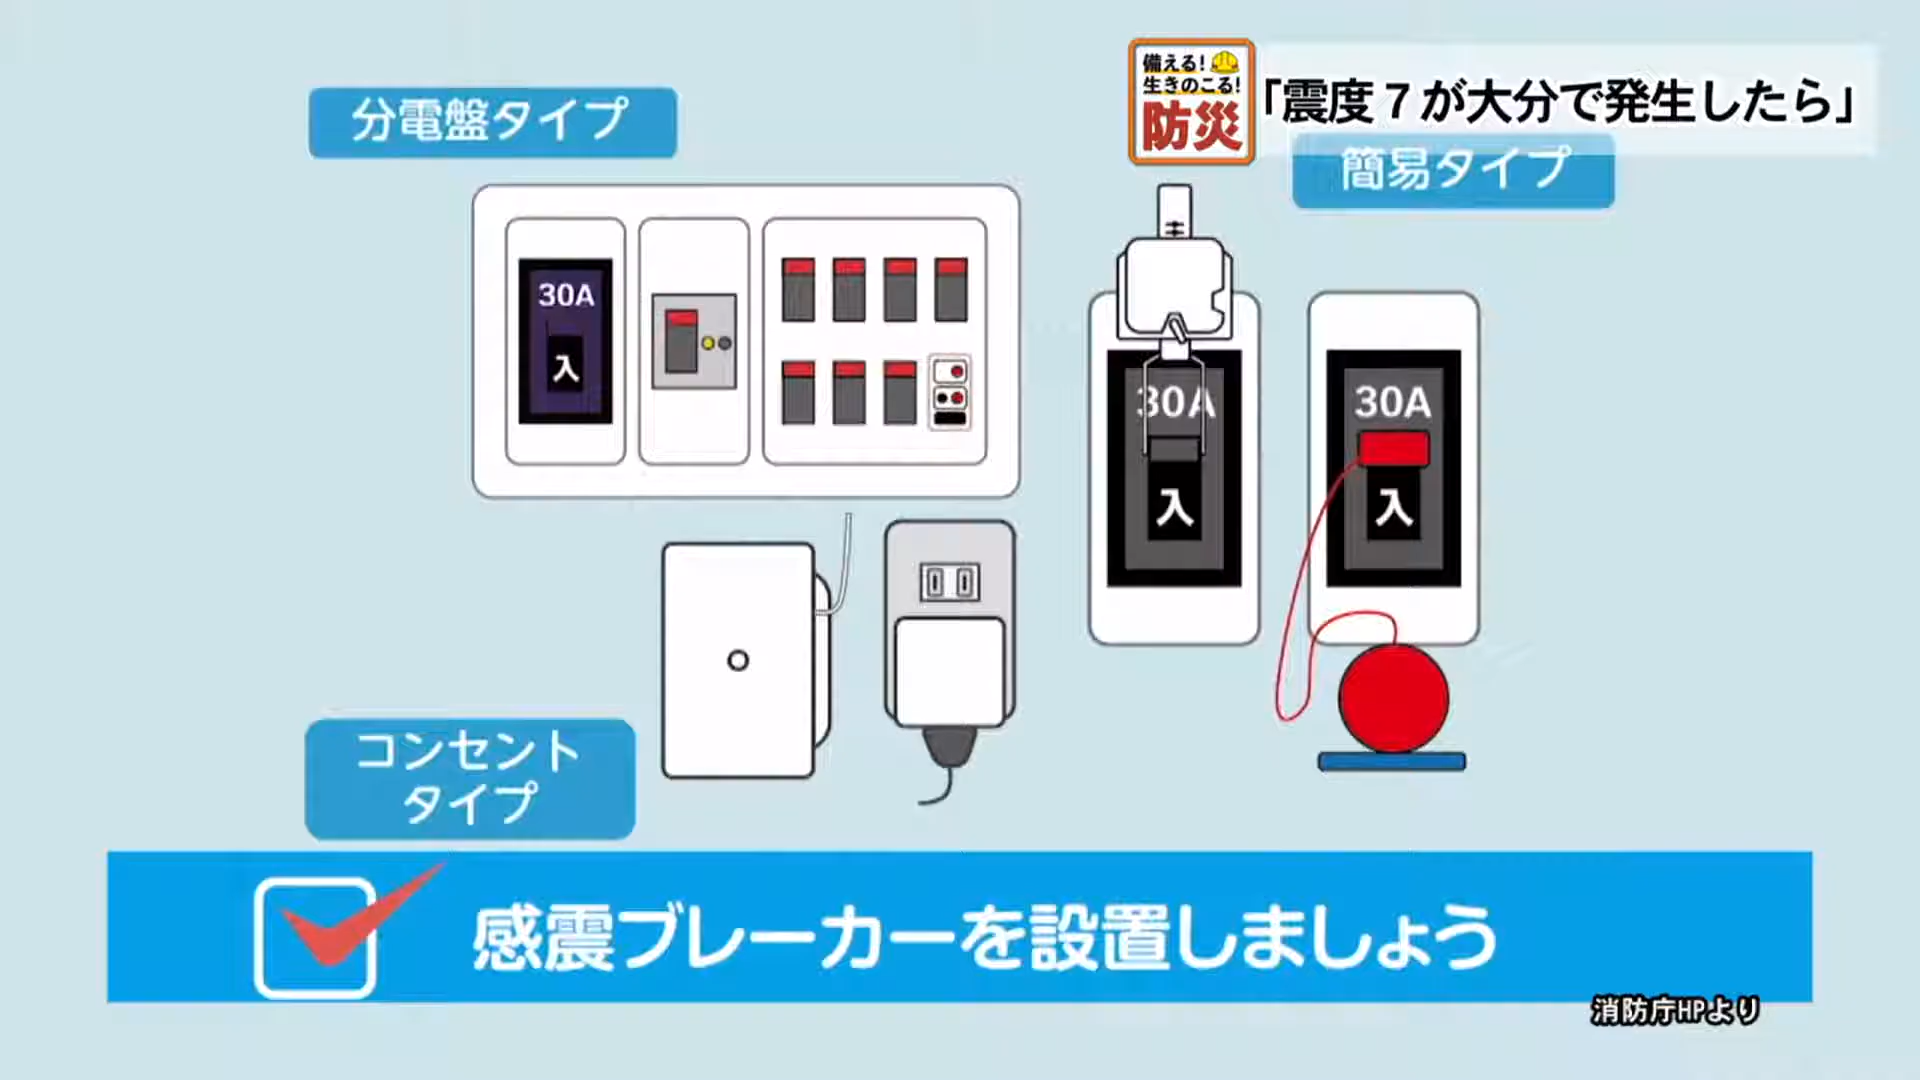 備える!
生きのこる!
防災
「震度7が大分で発生したら」
分電盤タイプ
簡易タイプ
30A
入
30A
入
30A
入
コンセント
タイプ
感震ブレーカーを設置しましょう
消防庁HPより